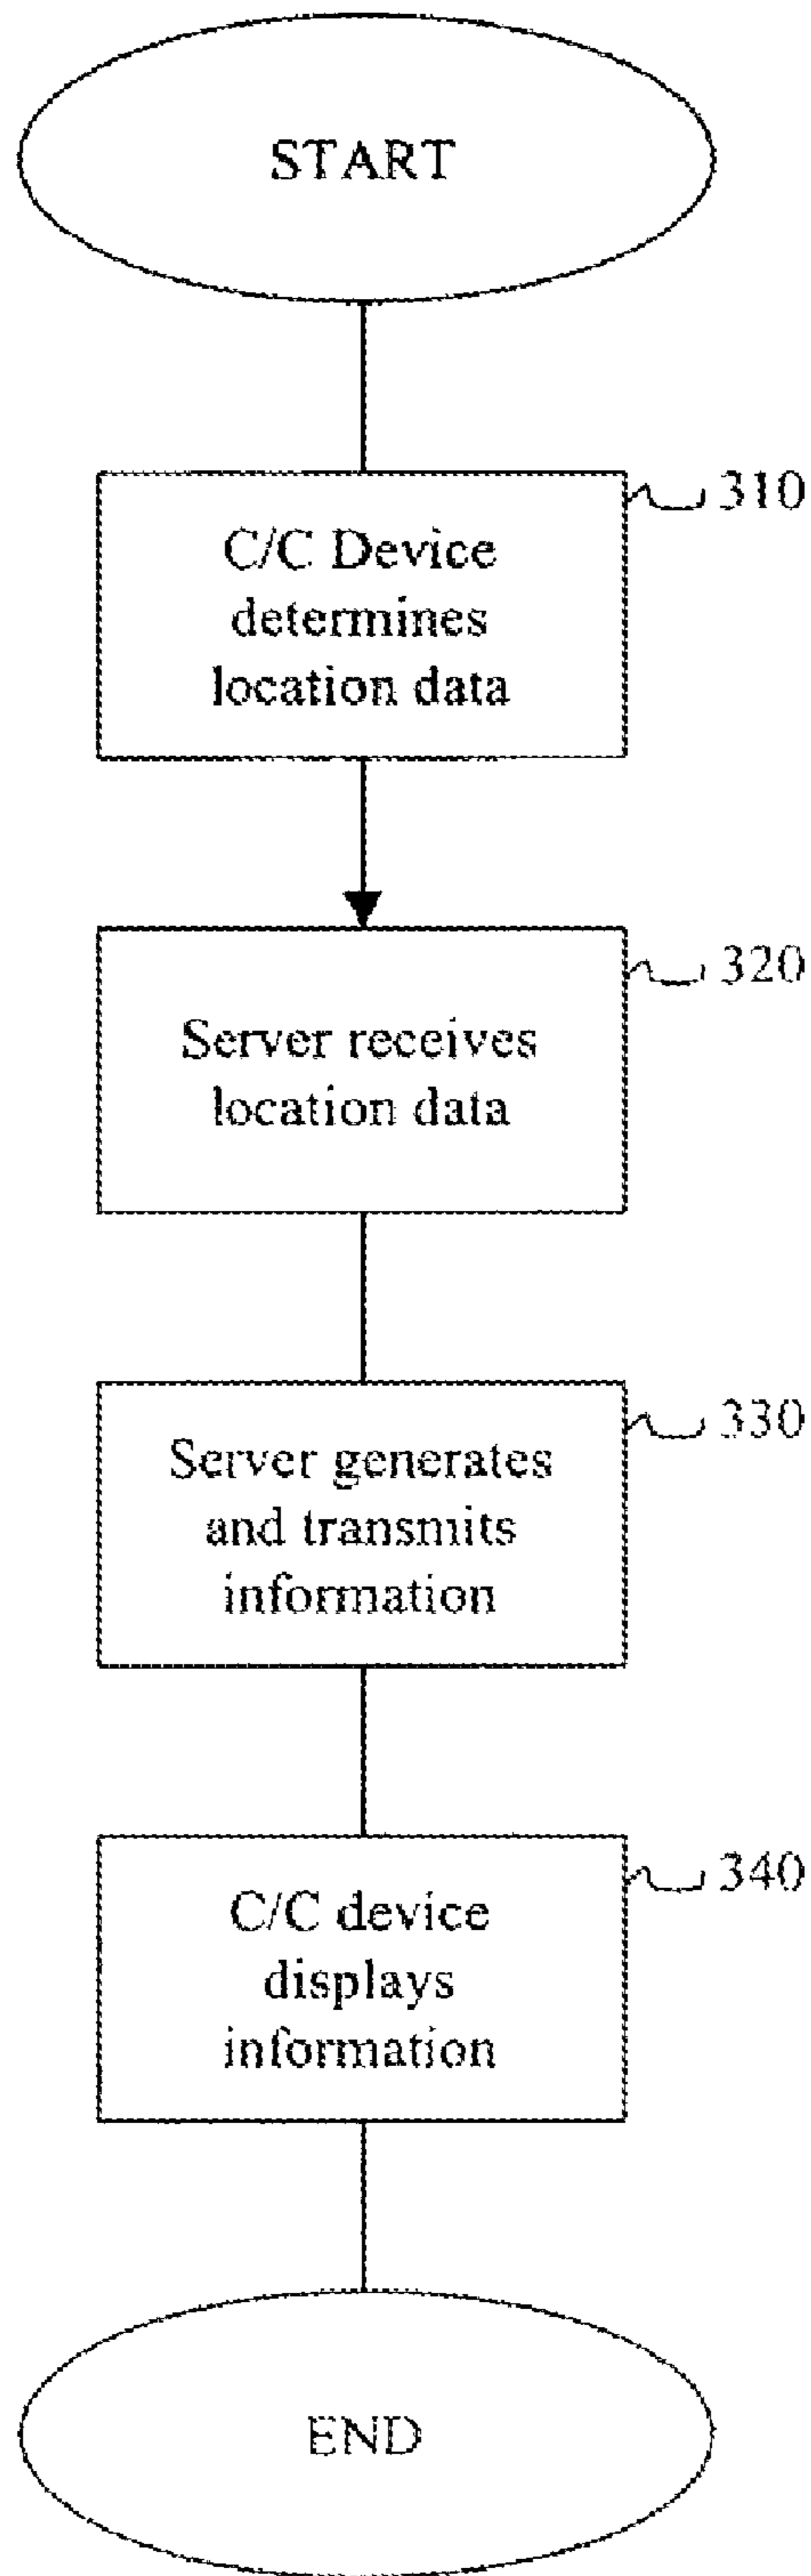 START
310
C/C Device
determines
location data
320
Server receives
location data
330
Server generates
and transmits
information
340
C/C device
displays
information
END